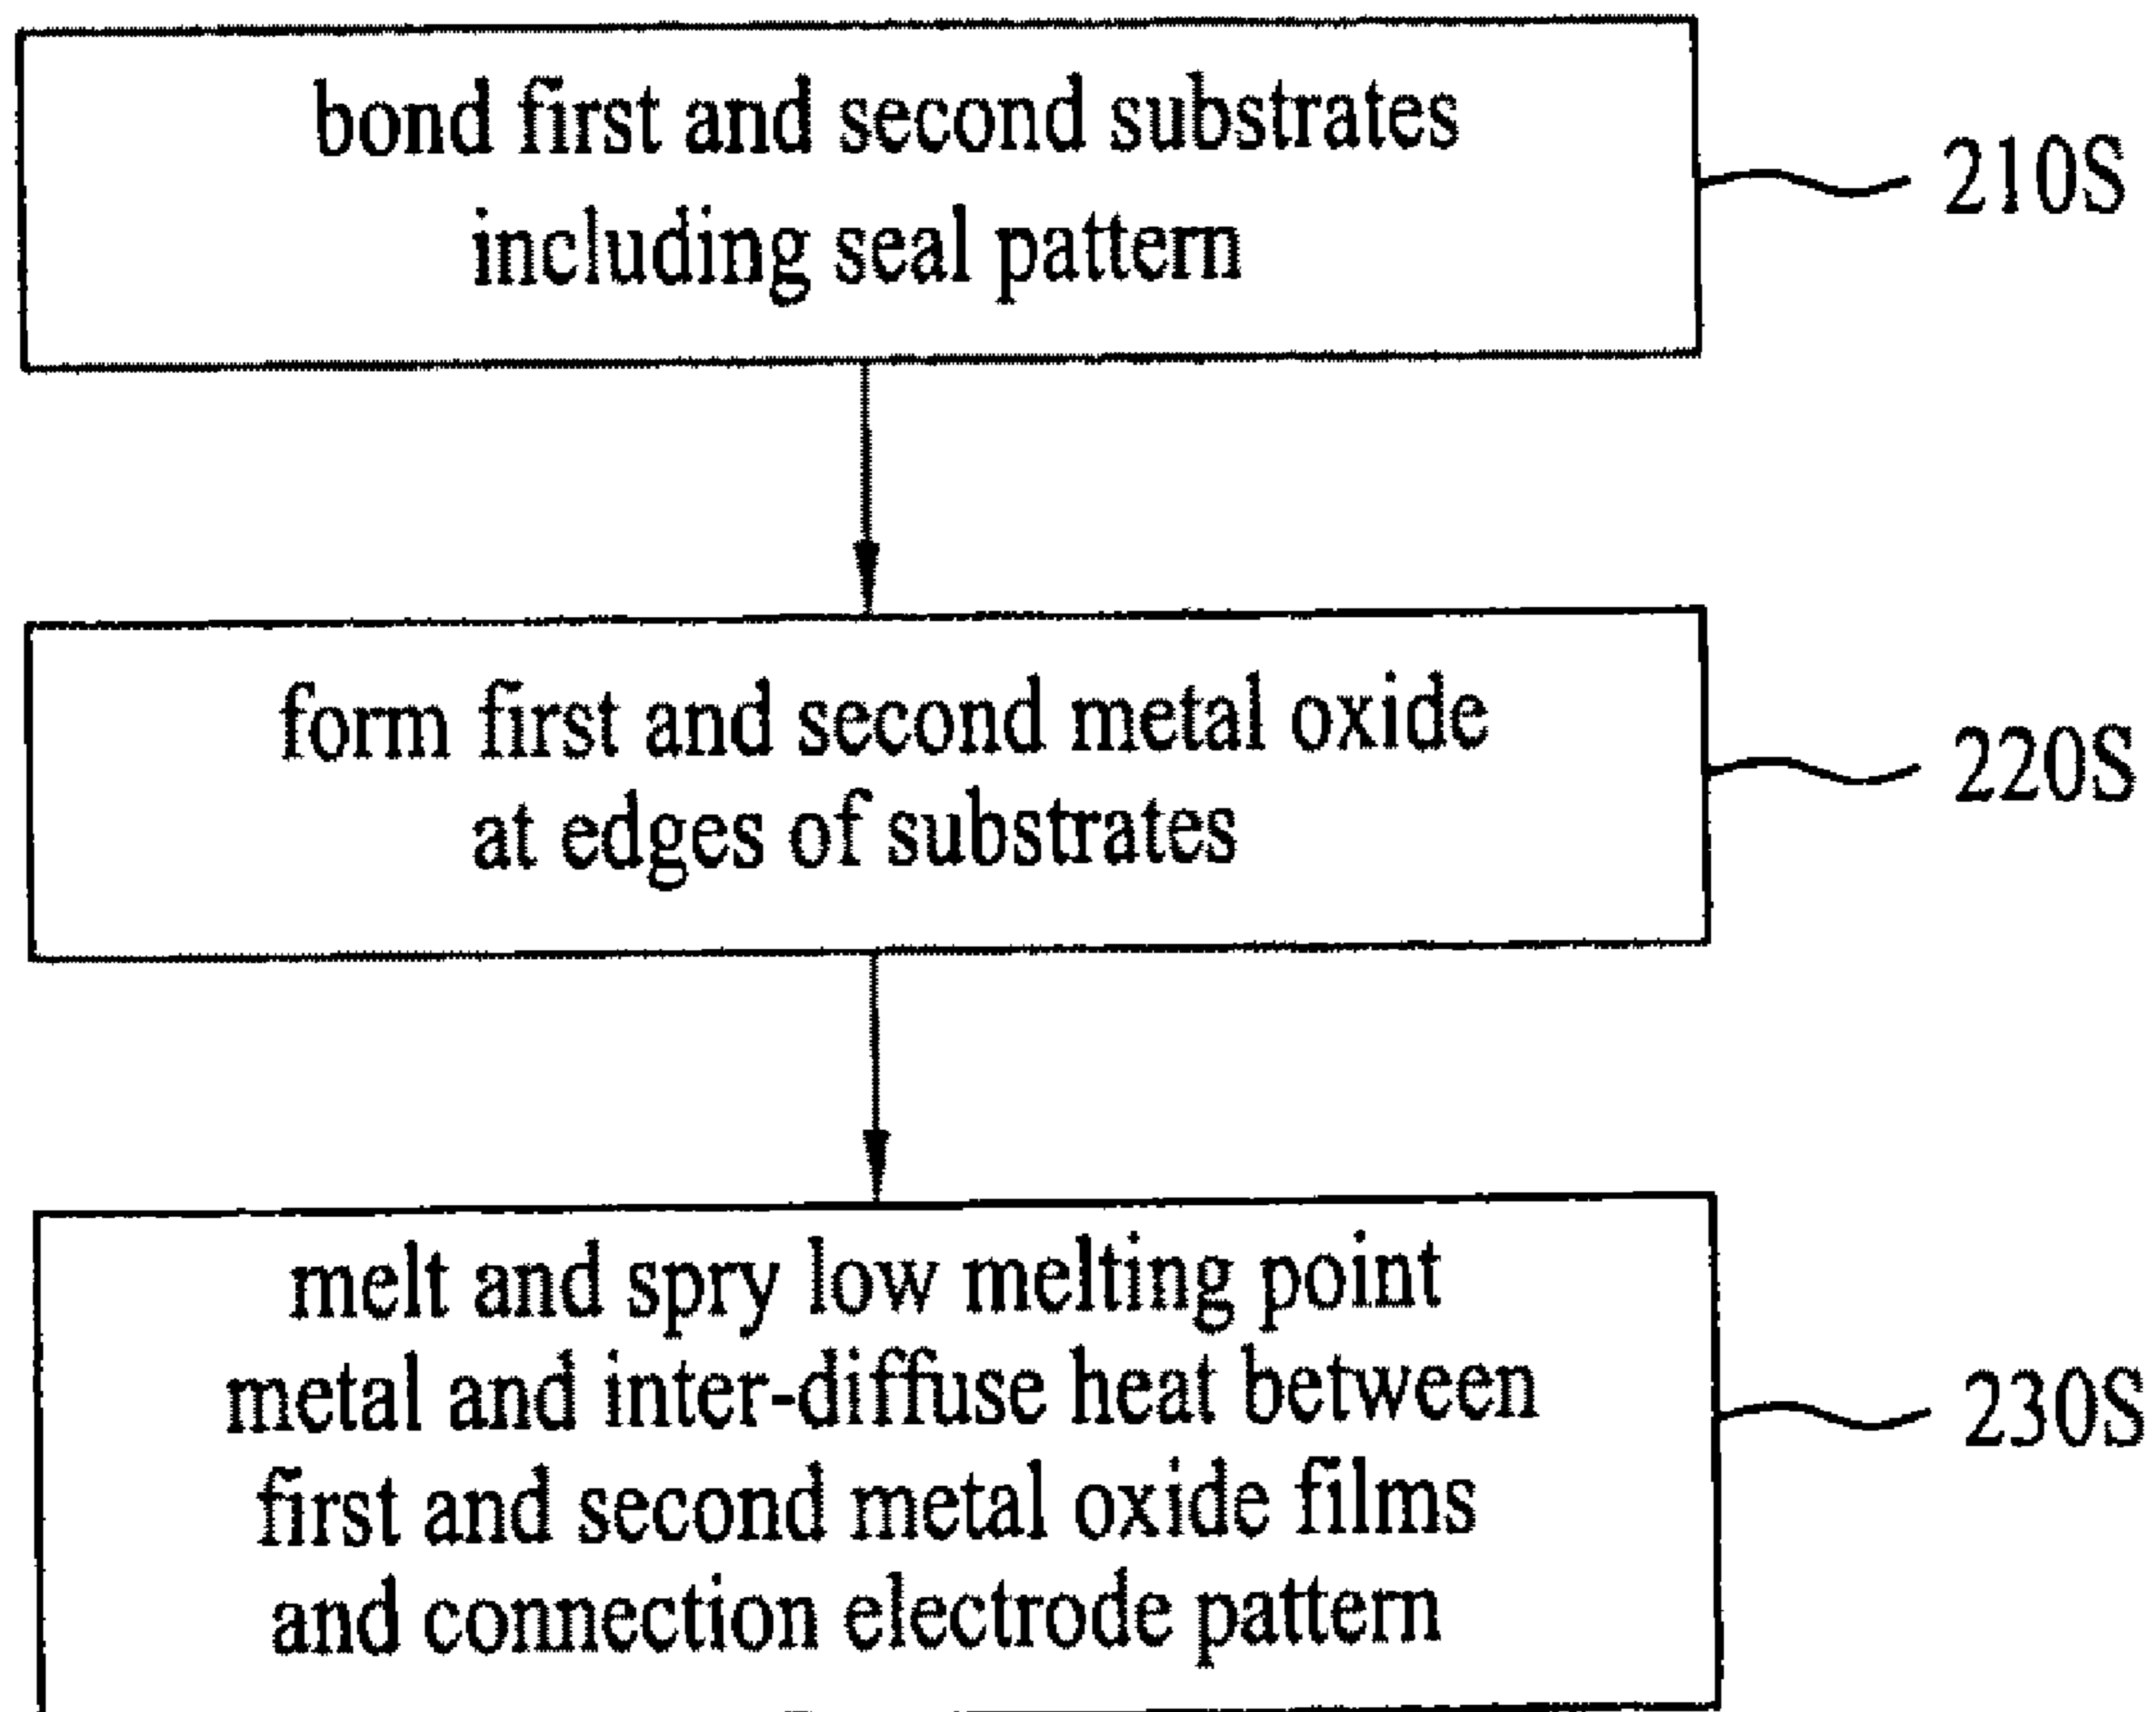 bond first and second substrates
including seal pattern
210S
form first and second metal oxide
at edges of substrates
220S
melt and spry low melting point
metal and inter-diffuse heat between
first and second metal oxide films
and connection electrode pattern
230S